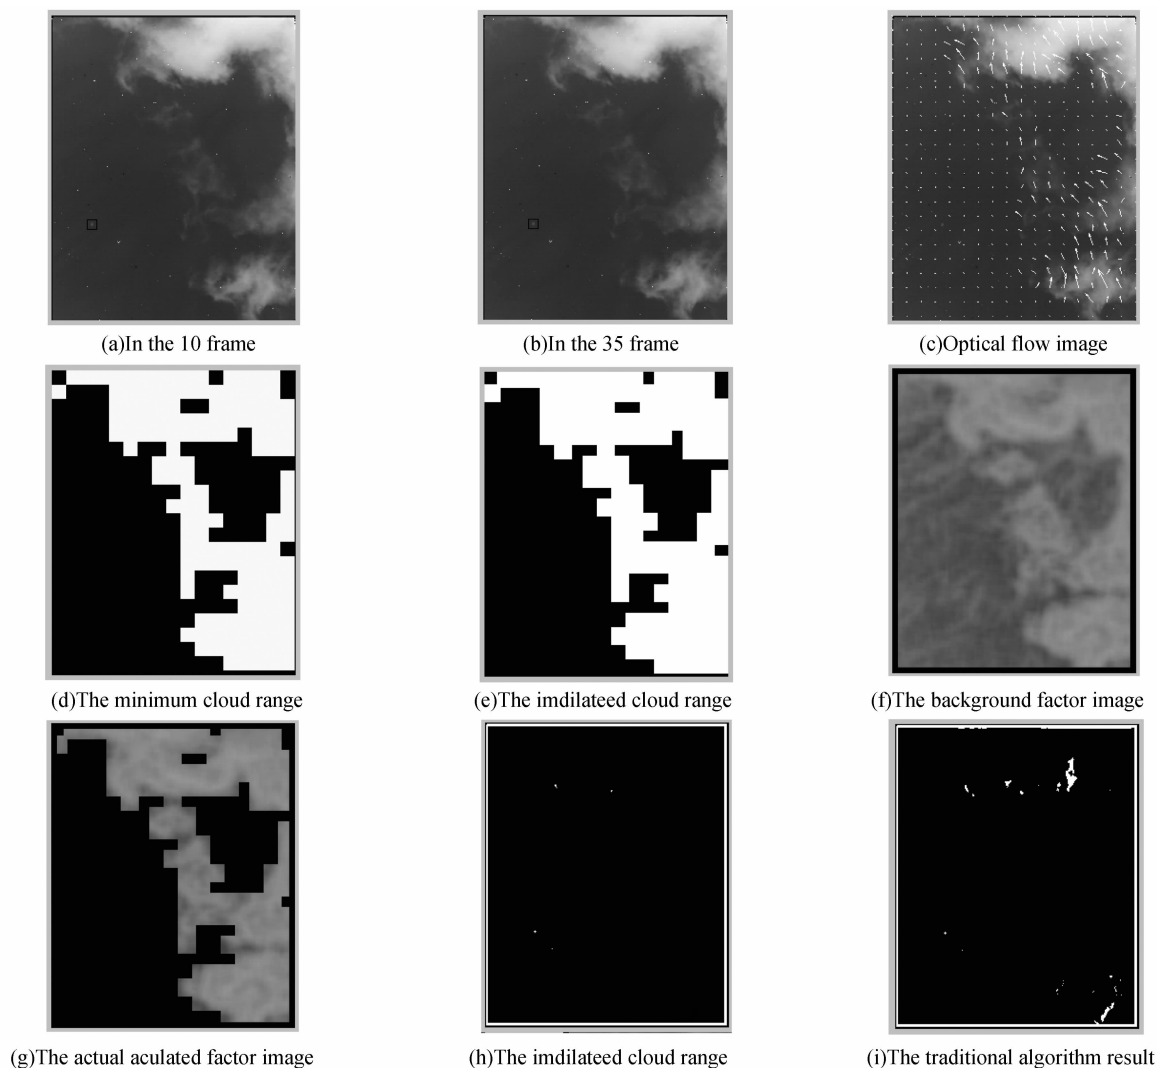 (a)In the 10 frame
(b)In the 35 frame
(c)Optical flow image
(d)The minimum cloud range
(e)The imdilateed cloud range
(f)The background factor image
(g)The actual aculated factor image
(h)The imdilateed cloud range
(i)The traditional algorithm result